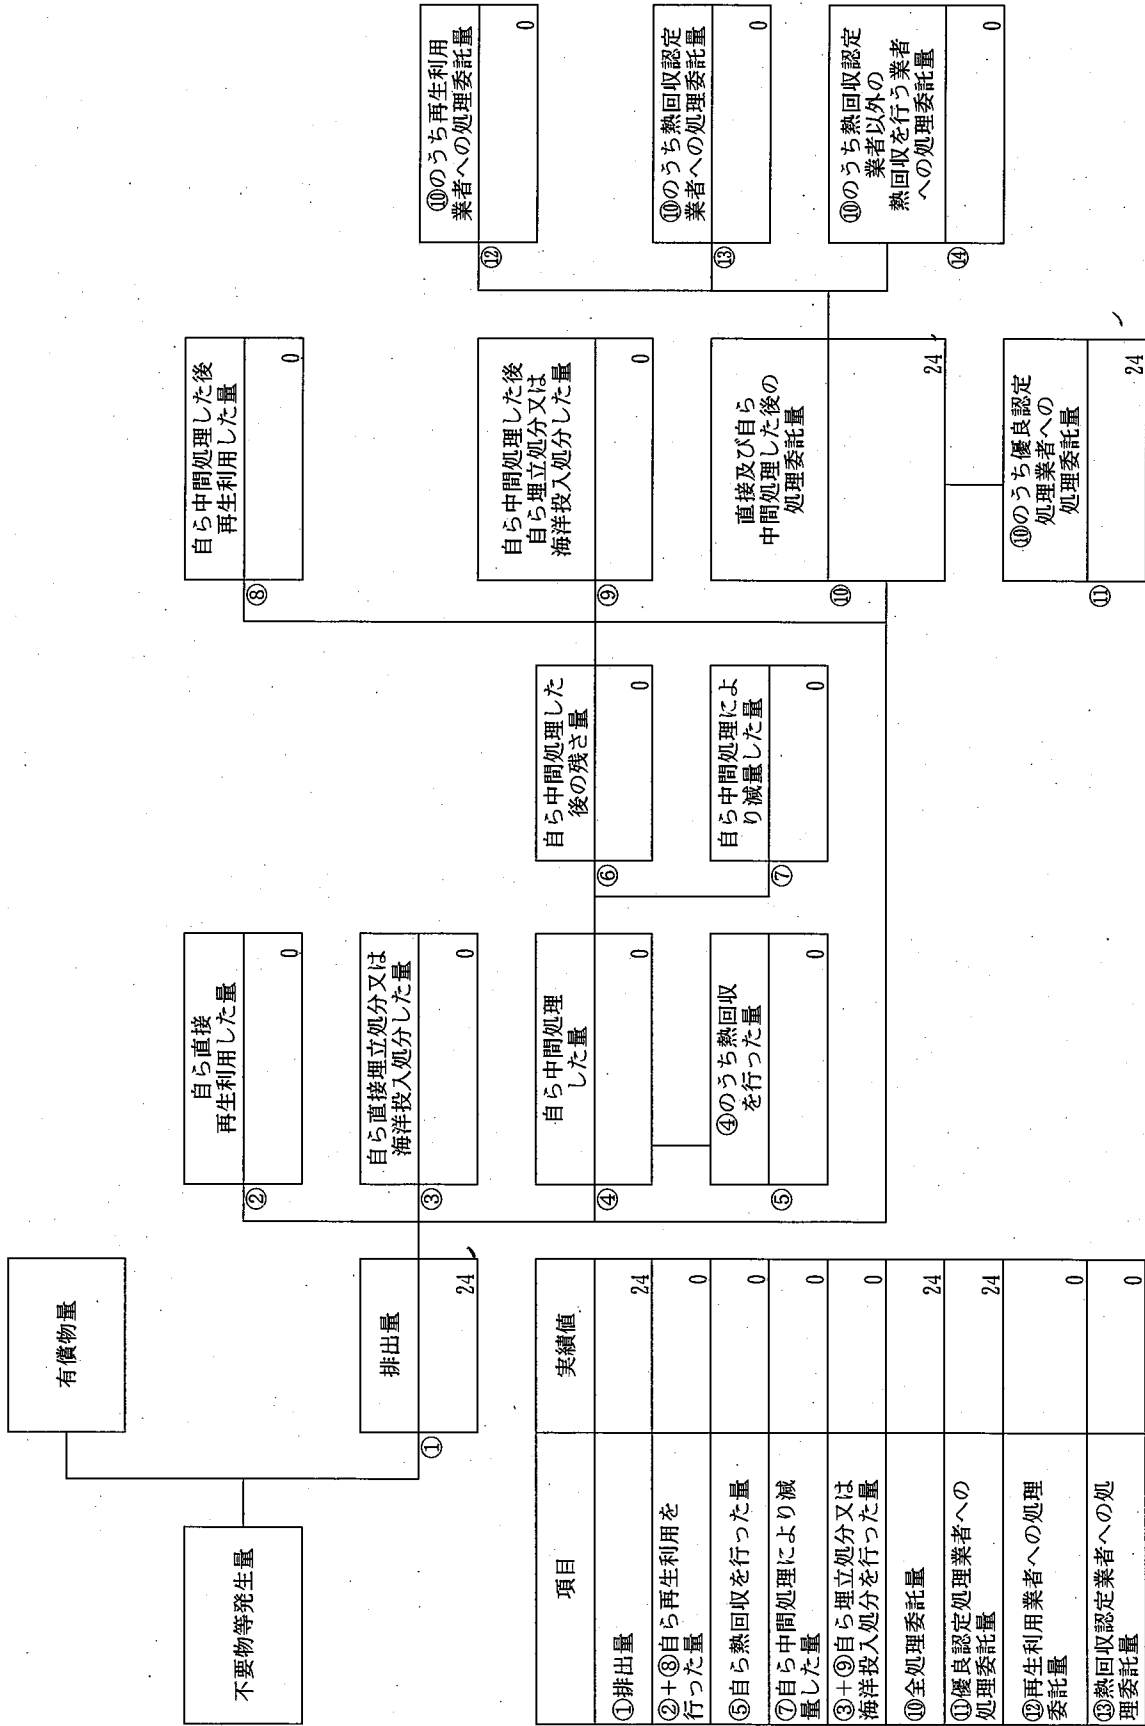 有償物量
不要物等発生量
排出量
①
24
自ら直接
再生利用した量
②
0
自ら直接埋立処分又は
海洋投入処分した量
③
0
自ら中間処理
した量
④
0
④のうち熱回収
を行った量
⑤
0
自ら中間処理した
後の残さ量
⑥
0
自ら中間処理によ
り減量した量
⑦
0
自ら中間処理した後
再生利用した量
⑧
0
自ら中間処理した後
自ら埋立処分又は
海洋投入処分した量
⑨
0
直接及び自ら
中間処理した後の
処理委託量
⑩
24
⑩のうち優良認定
処理業者への
処理委託量
⑪
24
⑩のうち再生利用
業者への処理委託量
⑫
0
⑩のうち熱回収認定
業者への処理委託量
⑬
0
⑩のうち熱回収認定
業者以外の
熱回収を行う業者
への処理委託量
⑭
0
項目 実績値
①排出量 24
②+⑧自ら再生利用を
行った量 0
⑤自ら熱回収を行った量 0
⑦自ら中間処理により減
量した量 0
③+⑨自ら埋立処分又は
海洋投入処分を行った量 0
⑩全処理委託量 24
⑪優良認定処理業者への
処理委託量 24
⑫再生利用業者への処理
委託量 0
⑬熱回収認定業者への処
理委託量 0